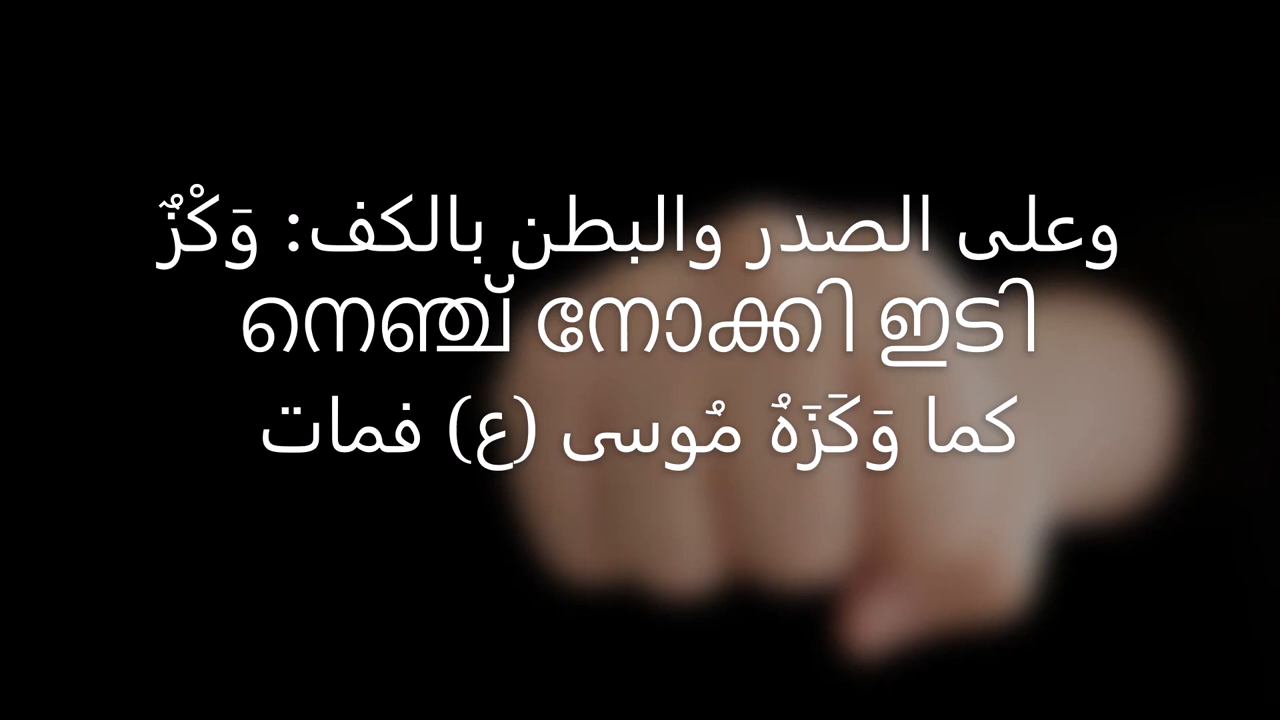 وعلى الصدر والبطن بالكف: وَكْزٌ
നെഞ്ച് നോക്കി ഇടി
كما وَكَزَهٌ مٌوسى (ع) فمات